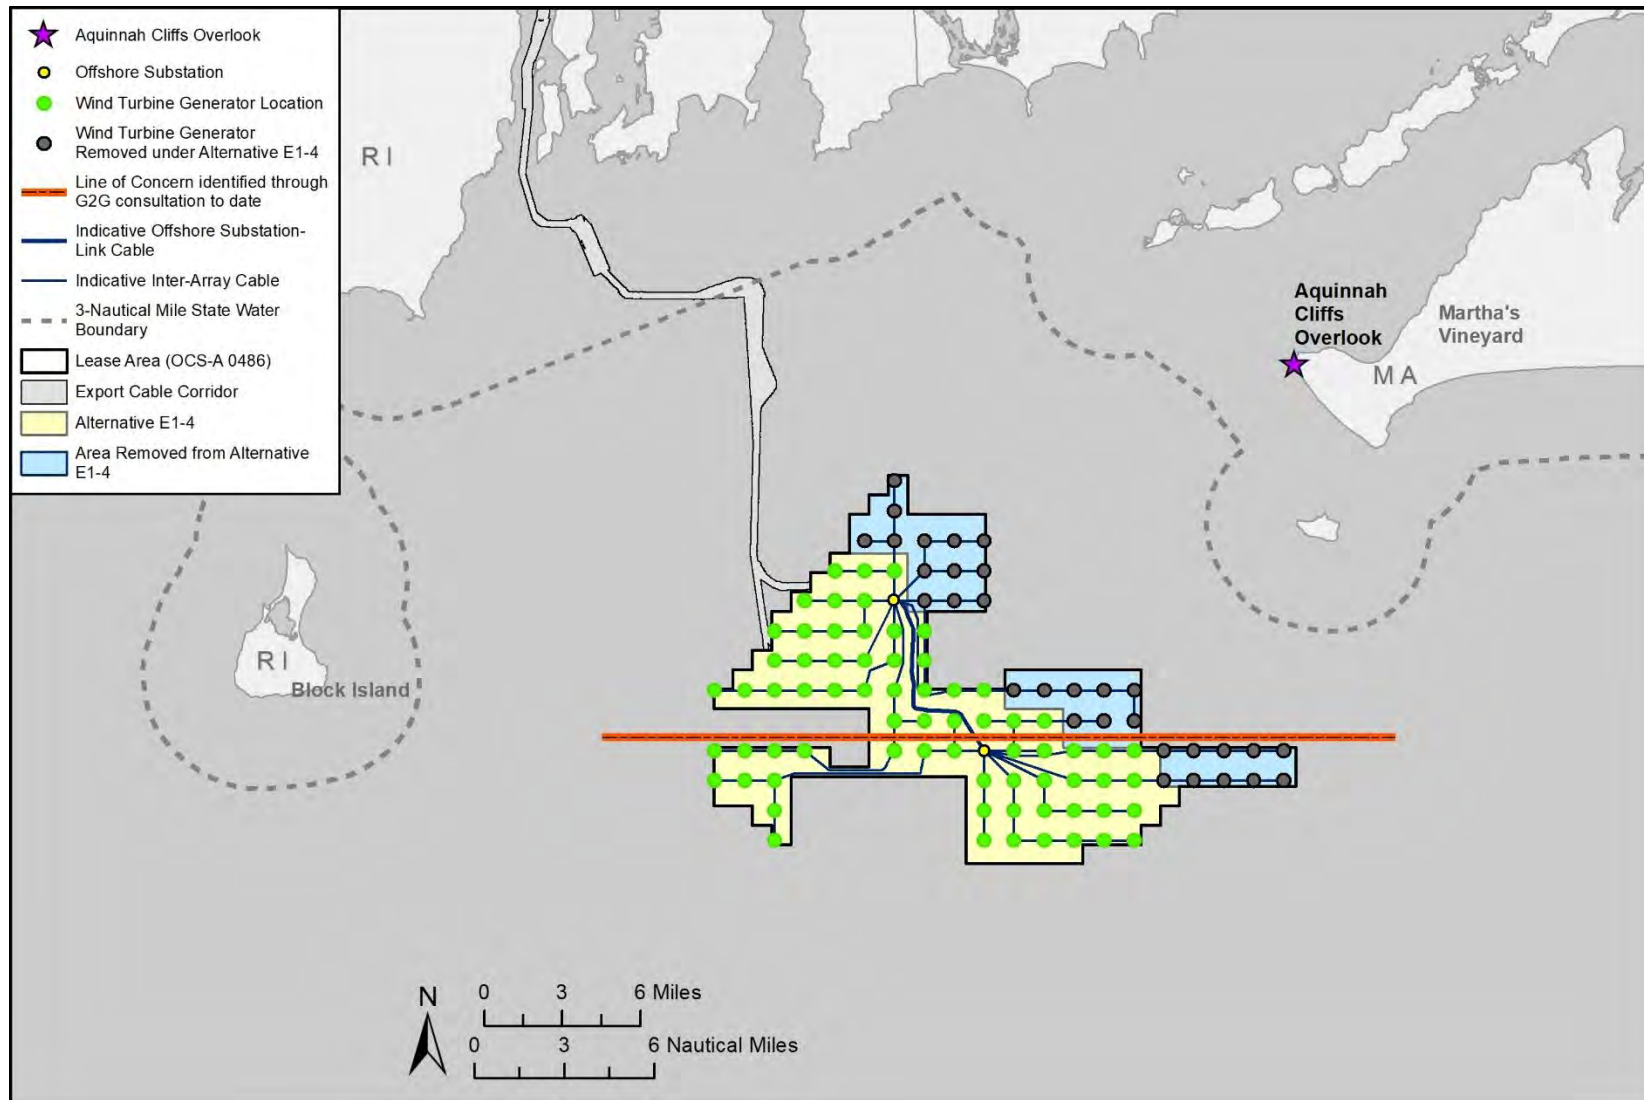 Aquinnah Cliffs Overlook
Offshore Substation
Wind Turbine Generator Location
Wind Turbine Generator
Removed under Alternative E1-4
Line of Concern identified through
G2G consultation to date
Indicative Offshore Substation-
Link Cable
Indicative Inter-Array Cable
3-Nautical Mile State Water
Boundary
Lease Area (OCS-A 0486)
Export Cable Corridor
Alternative E1-4
Area Removed from Alternative
E1-4
RI
Aquinnah
Cliffs
Overlook
Martha's
Vineyard
MA
RI
Block Island
N
0 3 6 Miles
0 3 6 Nautical Miles